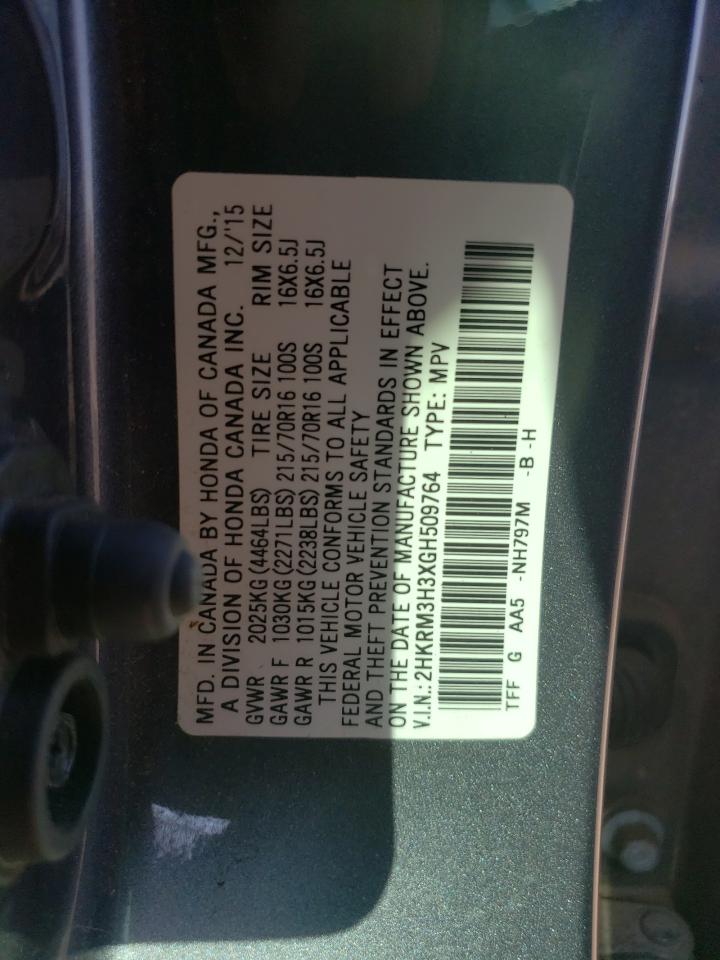 MFD. IN CANADA BY HONDA OF CANADA MFG.,
A DIVISION OF HONDA CANADA INC. 12/'15
GVWR 2025KG(4464LBS) TIRE SIZE RIM SIZE
GAWR F 1030KG(2271LBS) 215/70R16 100S 16X6.5J
GAWR R 1015KG(2238LBS) 215/70R16 100S 16X6.5J
THIS VEHICLE CONFORMS TO ALL APPLICABLE
FEDERAL MOTOR VEHICLE SAFETY
AND THEFT PREVENTION STANDARDS IN EFFECT
ON THE DATE OF MANUFACTURE SHOWN ABOVE.
V.I.N.:2HKRM3H3XGH509764 TYPE: MPV
TFF G AA5 -NH797M -B -H